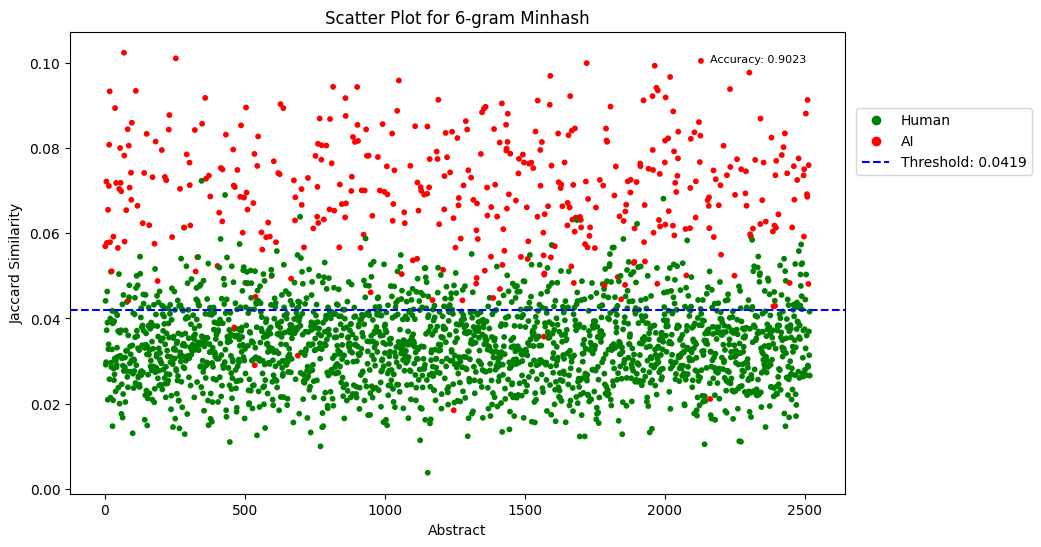 Scatter Plot for 6-gram Minhash
0.10
0.08
0.06
0.04
0.02
0.00
Jaccard Similarity
0
500
1000
1500
2000
2500
Abstract
Accuracy: 0.9023
Human
AI
Threshold: 0.0419